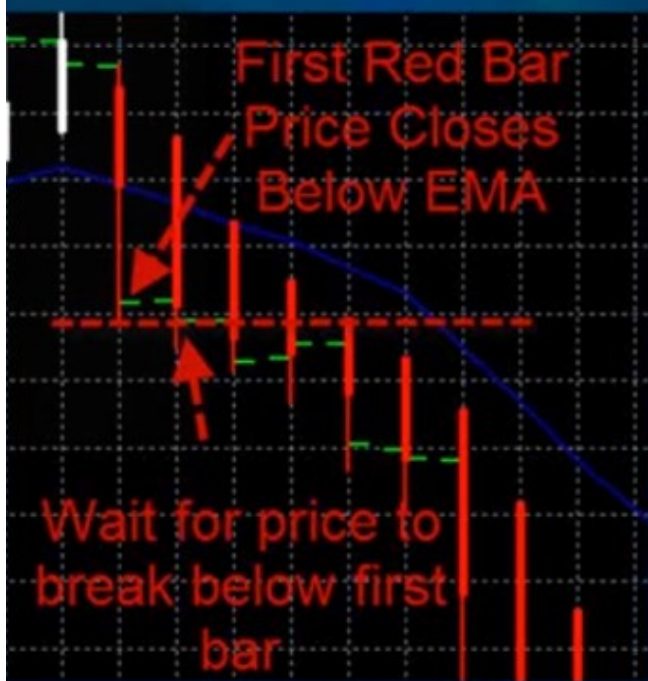 First Red Bar
Price Closes
Below EMA
Wait for price to
break below first
bar